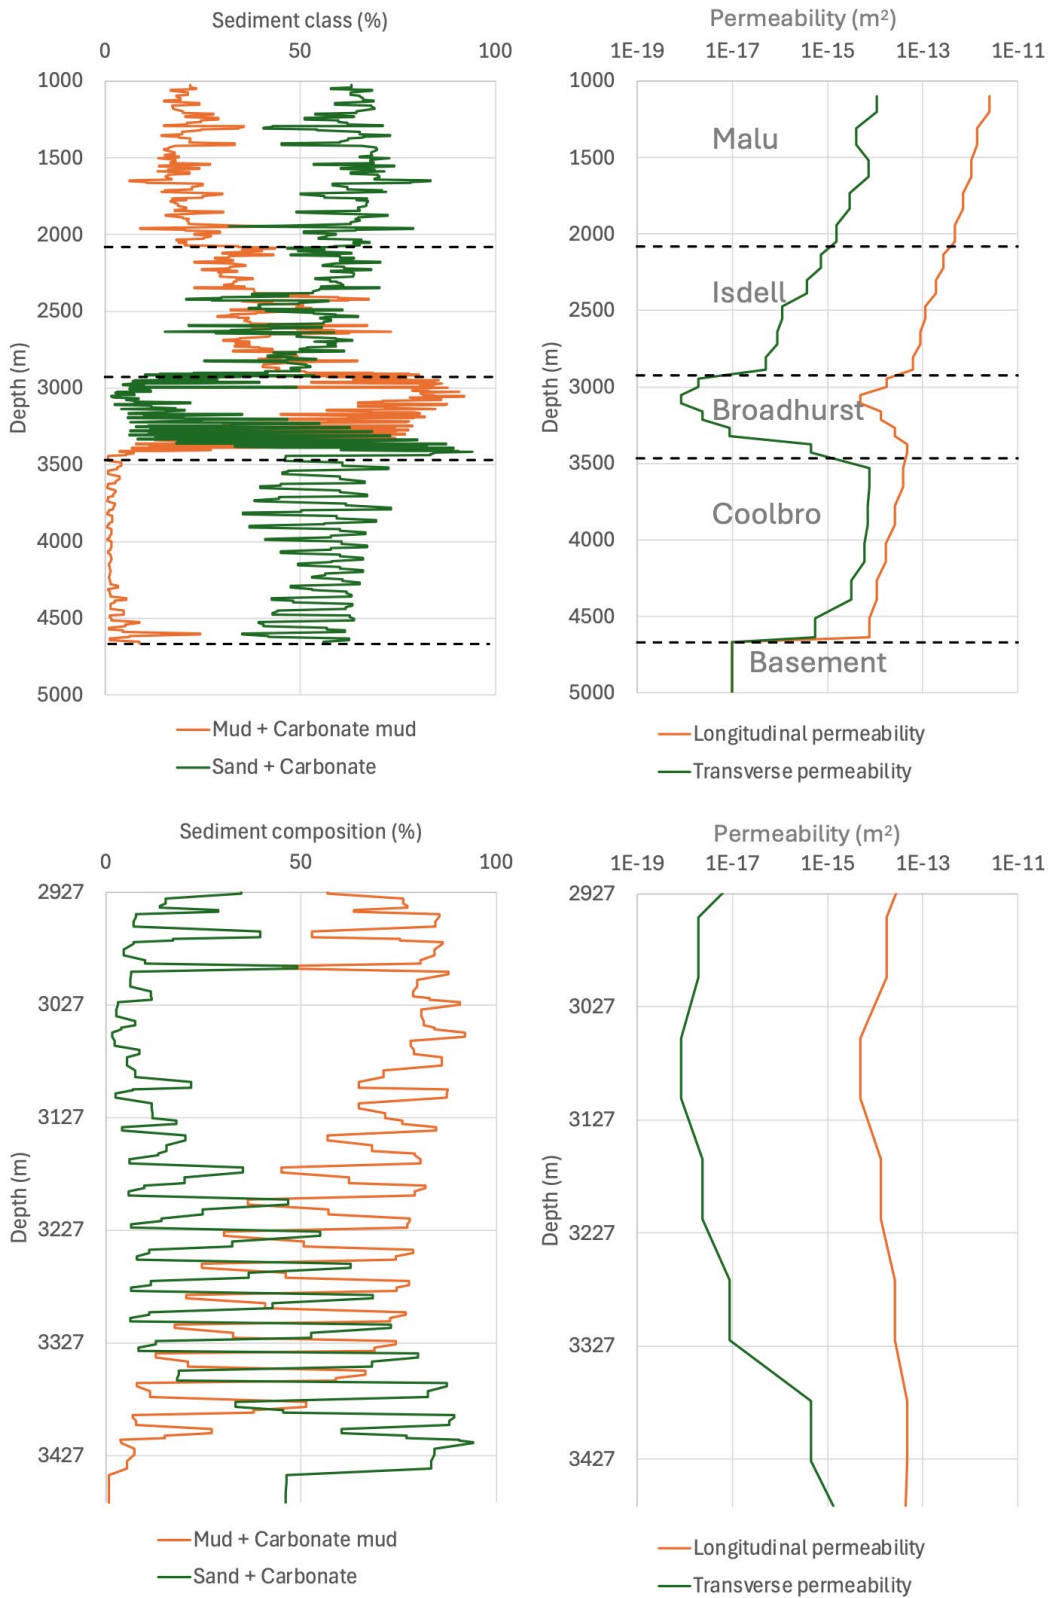 Sediment class (%)
0 50 100
1000
1500
2000
2500
3000
3500
4000
4500
5000
Depth (m)
Mud + Carbonate mud
Sand + Carbonate
Permeability (m²)
1E-19 1E-17 1E-15 1E-13 1E-11
1000
1500
2000
2500
3000
3500
4000
4500
5000
Depth (m)
Malu
Isdell
Broadhurst
Coolbro
Basement
Longitudinal permeability
Transverse permeability
Sediment composition (%)
0 50 100
2927
3027
3127
3227
3327
3427
Depth (m)
Mud + Carbonate mud
Sand + Carbonate
Permeability (m²)
1E-19 1E-17 1E-15 1E-13 1E-11
2927
3027
3127
3227
3327
3427
Depth (m)
Longitudinal permeability
Transverse permeability